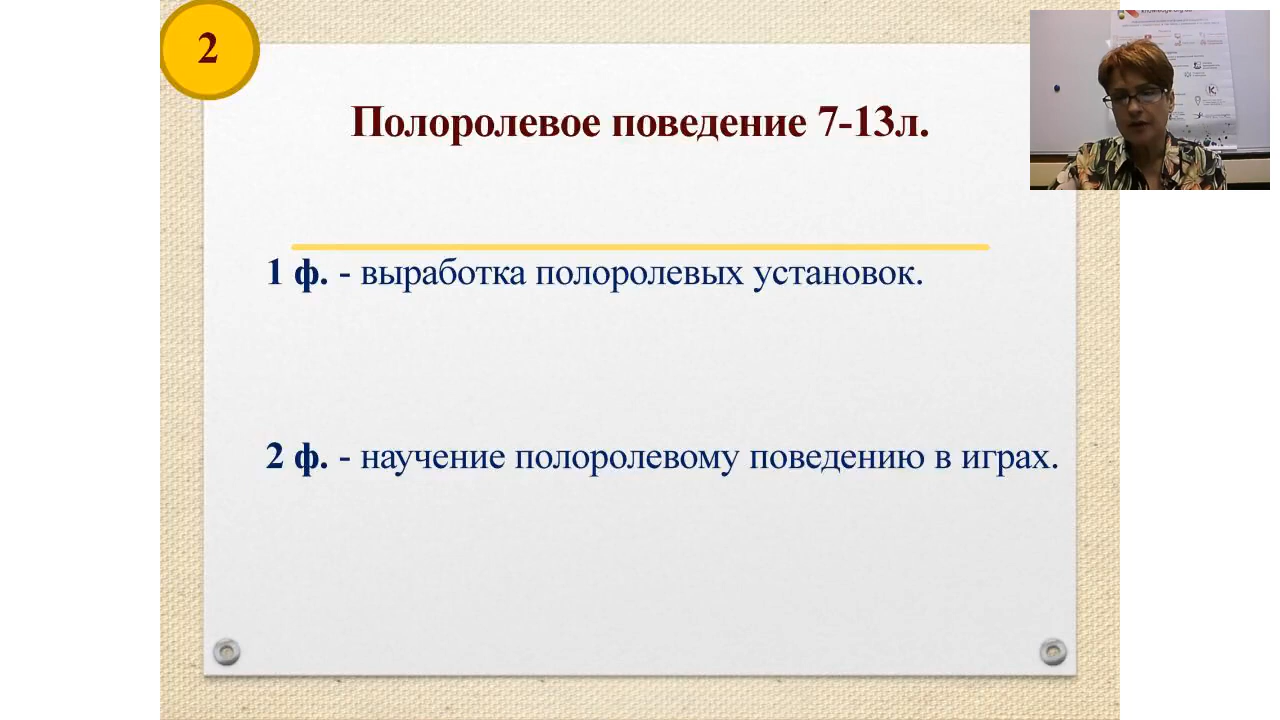 2
Полоролевое поведение 7-13л.
1 ф. - выработка полоролевых установок.
2 ф. - научение полоролевому поведению в играх.